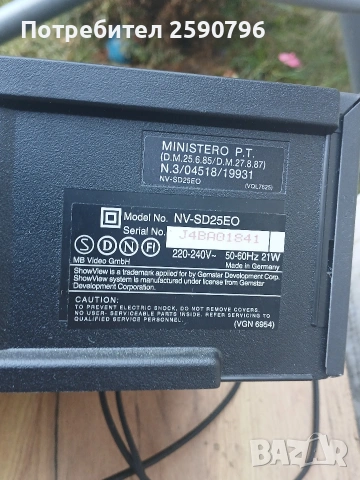 Потребител 2590796
MINISTERO P.T.
(D.M.25.6.85/D.M.27.8.87)
N.3/04518/19931
NV-SD25EO (VQL7625)
Model No. NV-SD25EO
Serial No. J4BA01841
S D N FI 220-240V~ 50-60Hz 21W
MB Video GmbH Made in Germany
ShowView is a trademark applied for by Gemstar Development Corp.
ShowView system is manufactured under license from Gemstar
Development Corporation.
CAUTION:
TO PREVENT ELECTRIC SHOCK, DO NOT REMOVE COVERS.
NO USER- SERVICEABLE PARTS INSIDE. REFER SERVICING
TO QUALIFIED SERVICE PERSONNEL.
(VGN 6954)
BAZAR